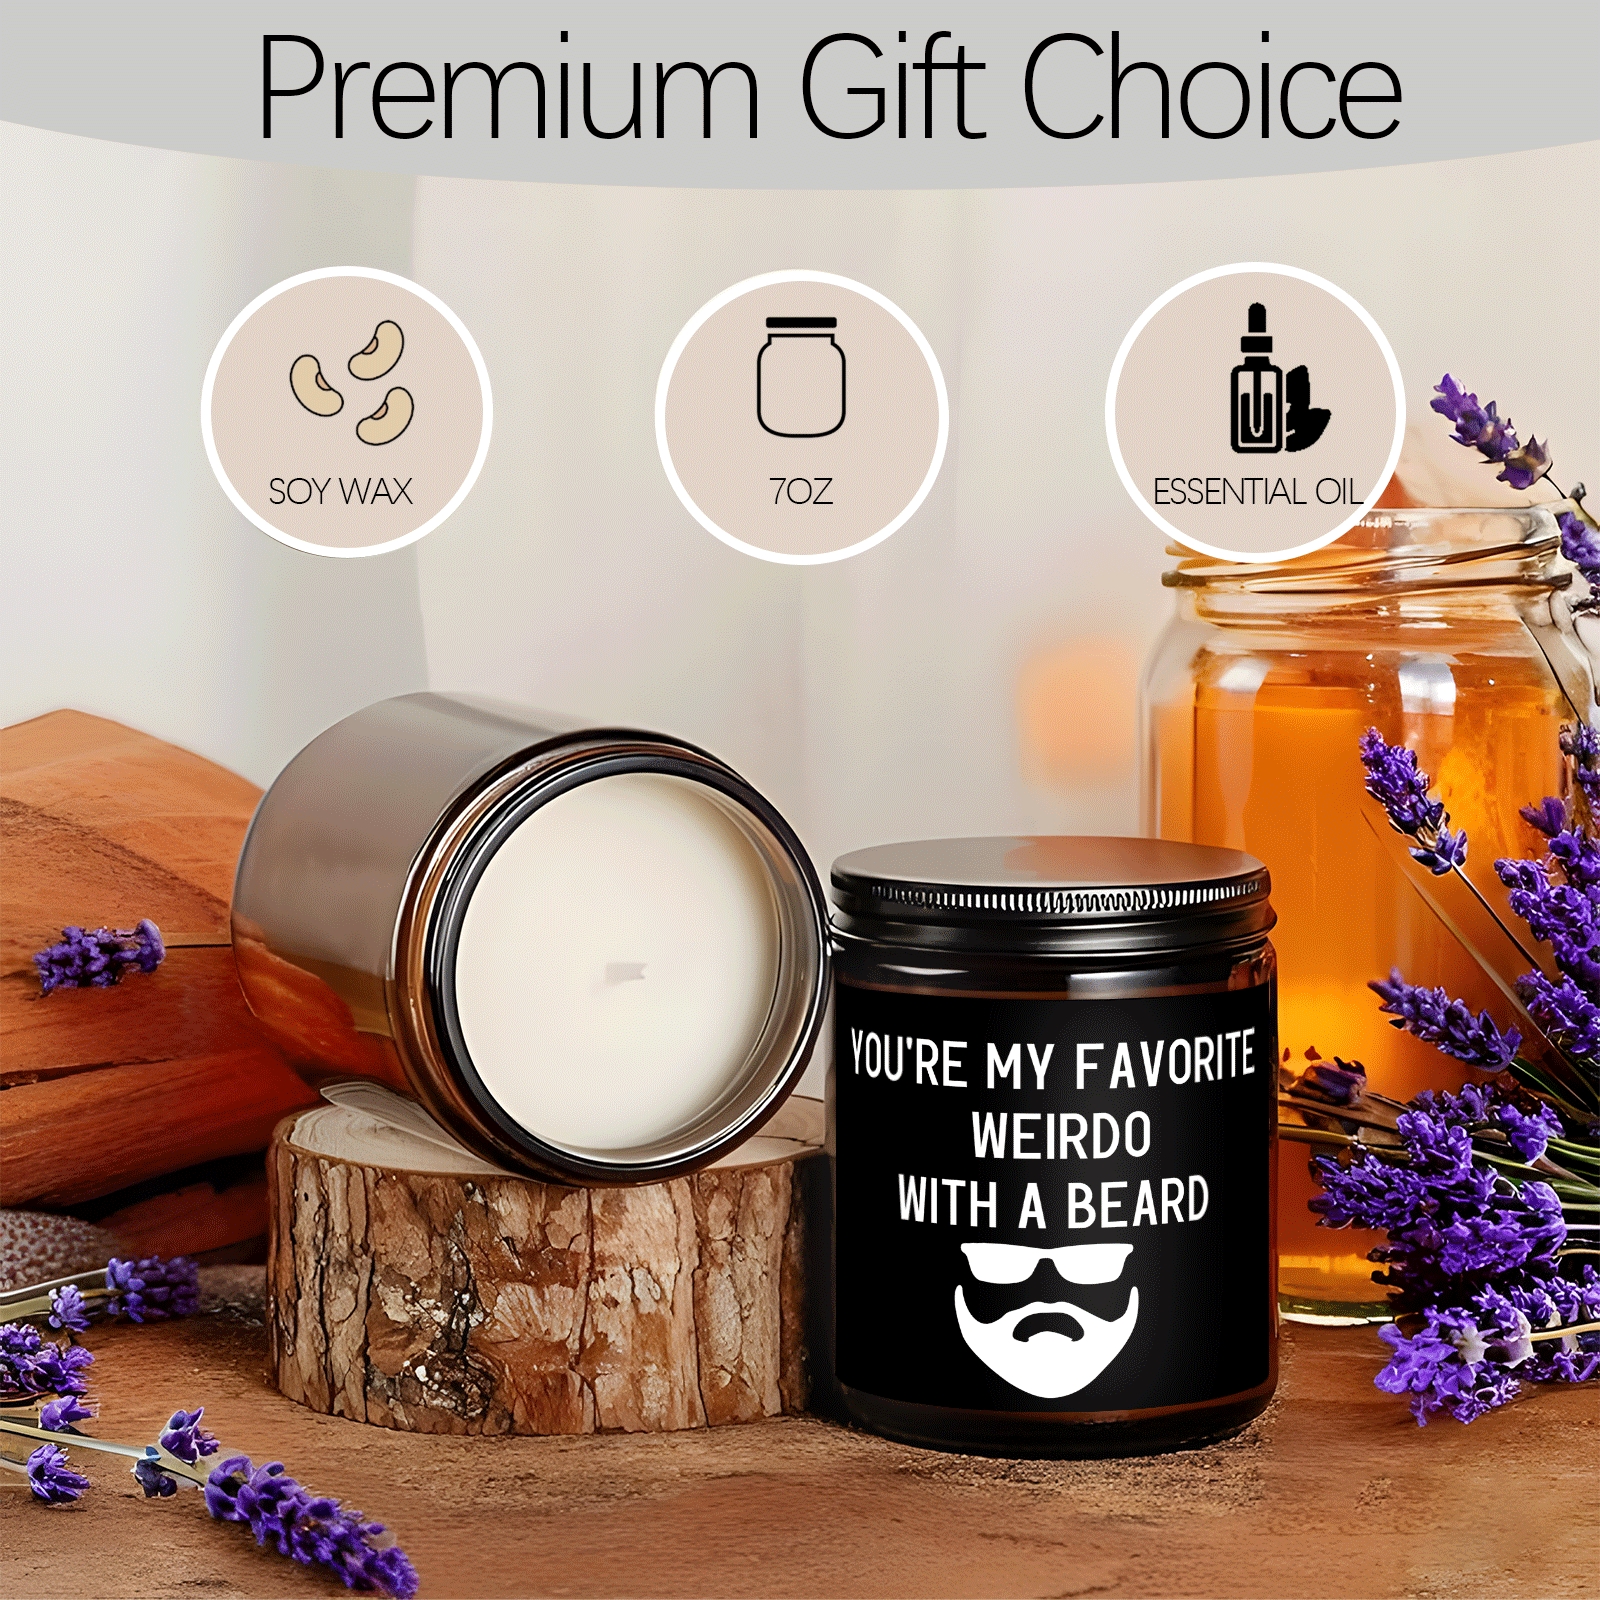 Premium Gift Choice
SOY WAX
7OZ
ESSENTIAL OIL
YOU'RE MY FAVORITE
WEIRDO
WITH A BEARD